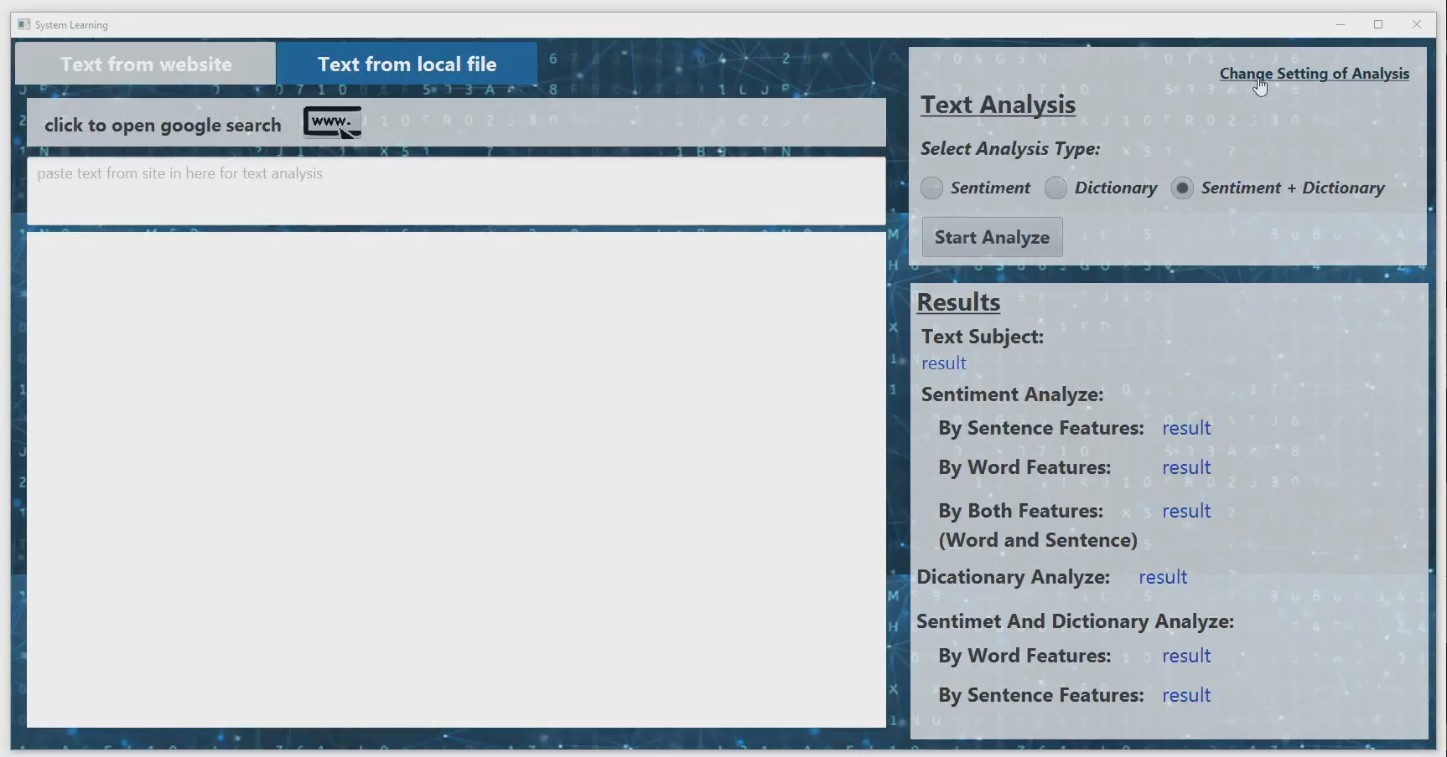 System Learning
Text from website
Text from local file
click to open google search
www.
paste text from site in here for text analysis
Change Setting of Analysis
Text Analysis
Select Analysis Type:
Sentiment
Dictionary
Sentiment + Dictionary
Start Analyze
Results
Text Subject:
result
Sentiment Analyze:
By Sentence Features: result
By Word Features: result
By Both Features: result
(Word and Sentence)
Dicationary Analyze: result
Sentimet And Dictionary Analyze:
By Word Features: result
By Sentence Features: result